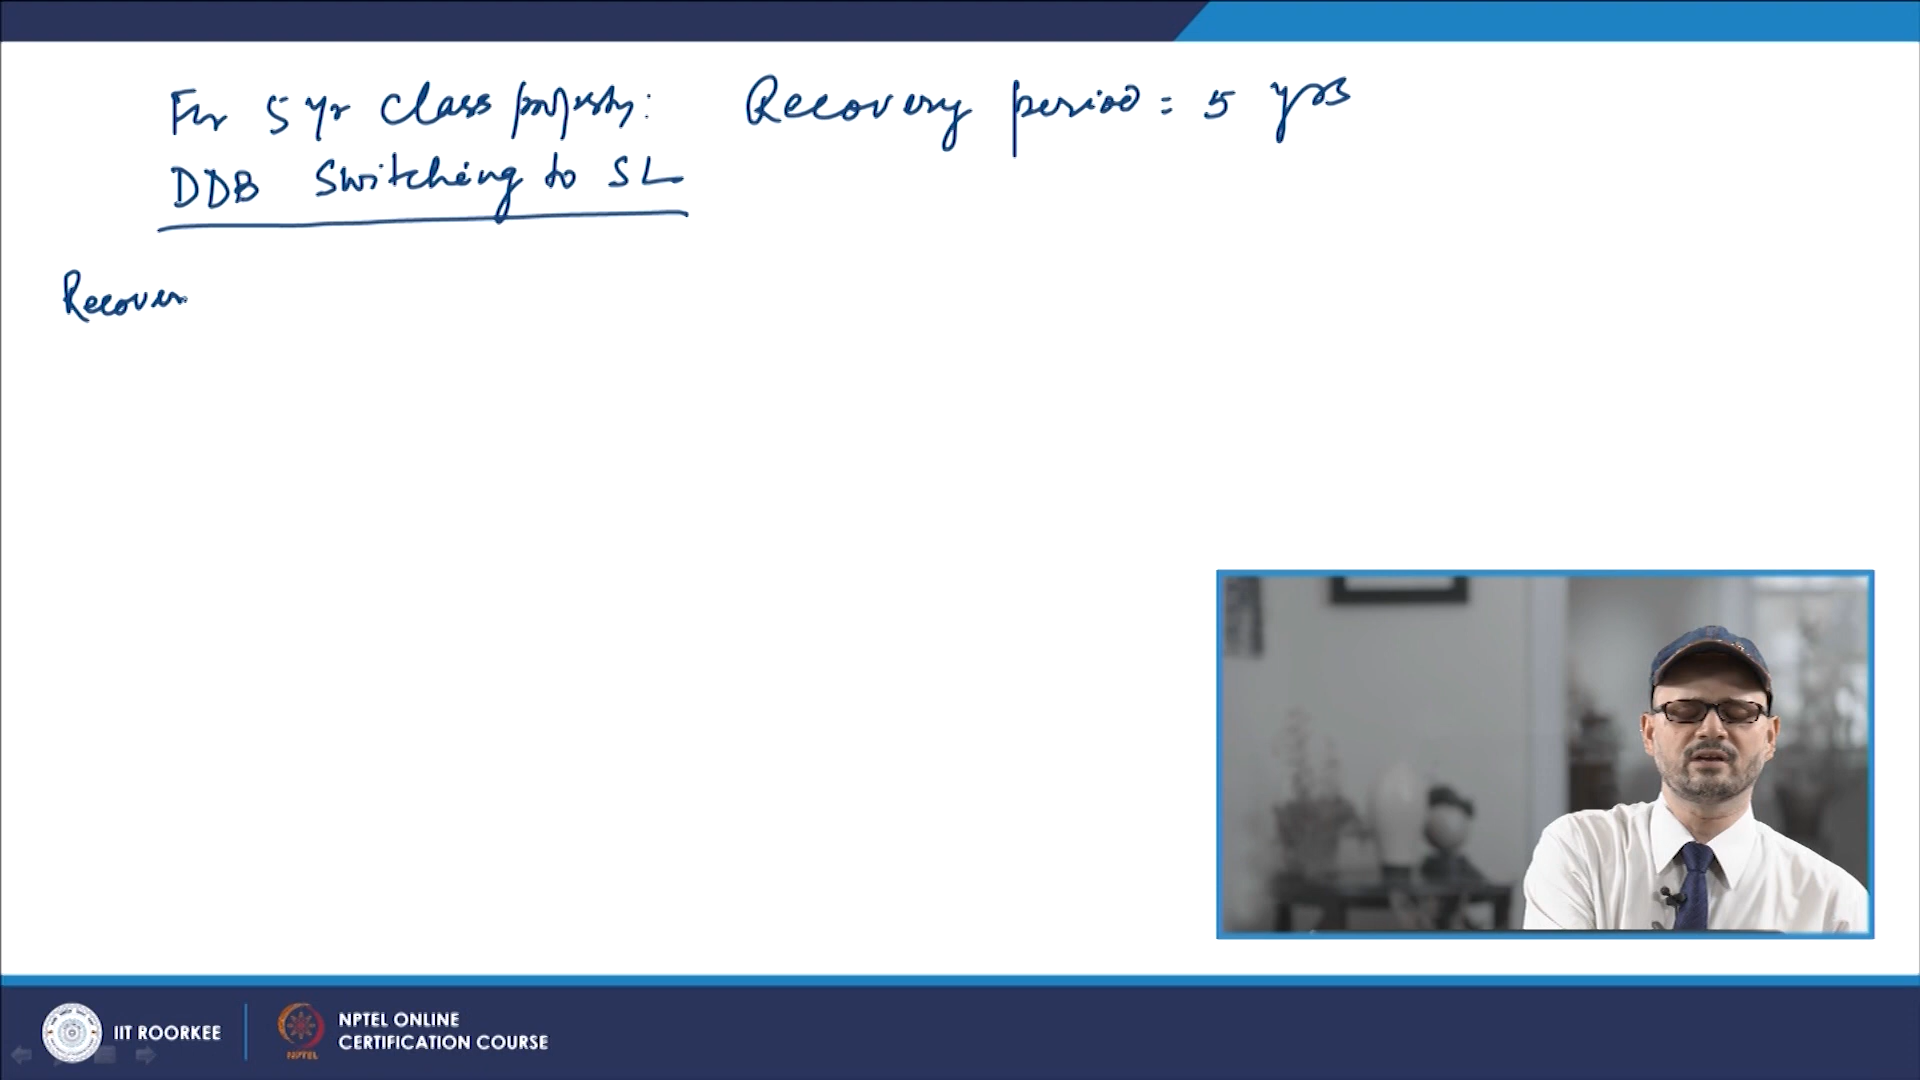 For 5 yr Class property: Recovery period = 5 yrs
DDB Switching to SL
Recover
IIT ROORKEE
NPTEL
NPTEL ONLINE
CERTIFICATION COURSE